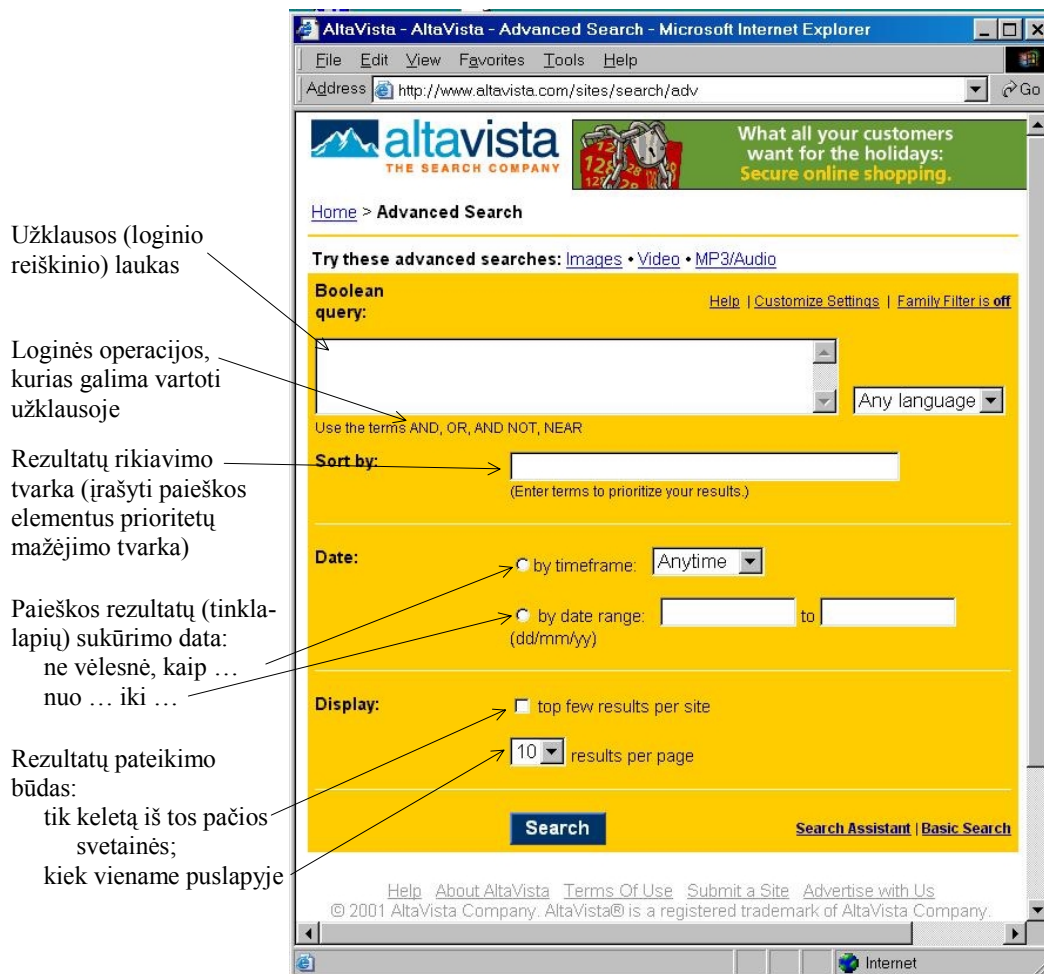 AltaVista - AltaVista - Advanced Search - Microsoft Internet Explorer
File Edit View Favorites Tools Help
Address http://www.altavista.com/sites/search/adv Go
altavista
THE SEARCH COMPANY
What all your customers
want for the holidays:
Secure online shopping.
Home > Advanced Search
Try these advanced searches: Images • Video • MP3/Audio
Boolean
query:
Help | Customize Settings | Family Filter is off
Any language
Use the terms AND, OR, AND NOT, NEAR
Sort by:
(Enter terms to prioritize your results.)
Date:
by timeframe: Anytime
by date range: to
(dd/mm/yy)
Display:
top few results per site
10 results per page
Search
Search Assistant | Basic Search
Help About AltaVista Terms Of Use Submit a Site Advertise with Us
© 2001 AltaVista Company. AltaVista® is a registered trademark of AltaVista Company.
Internet
Užklausos (loginio
reiškinio) laukas
Loginės operacijos,
kurias galima vartoti
užklausoje
Rezultatų rikiavimo
tvarka (įrašyti paieškos
elementus prioritetų
mažėjimo tvarka)
Paieškos rezultatų (tinkla-
lapių) sukūrimo data:
ne vėlesnė, kaip …
nuo … iki …
Rezultatų pateikimo
būdas:
tik keletą iš tos pačios
svetainės;
kiek viename puslapyje